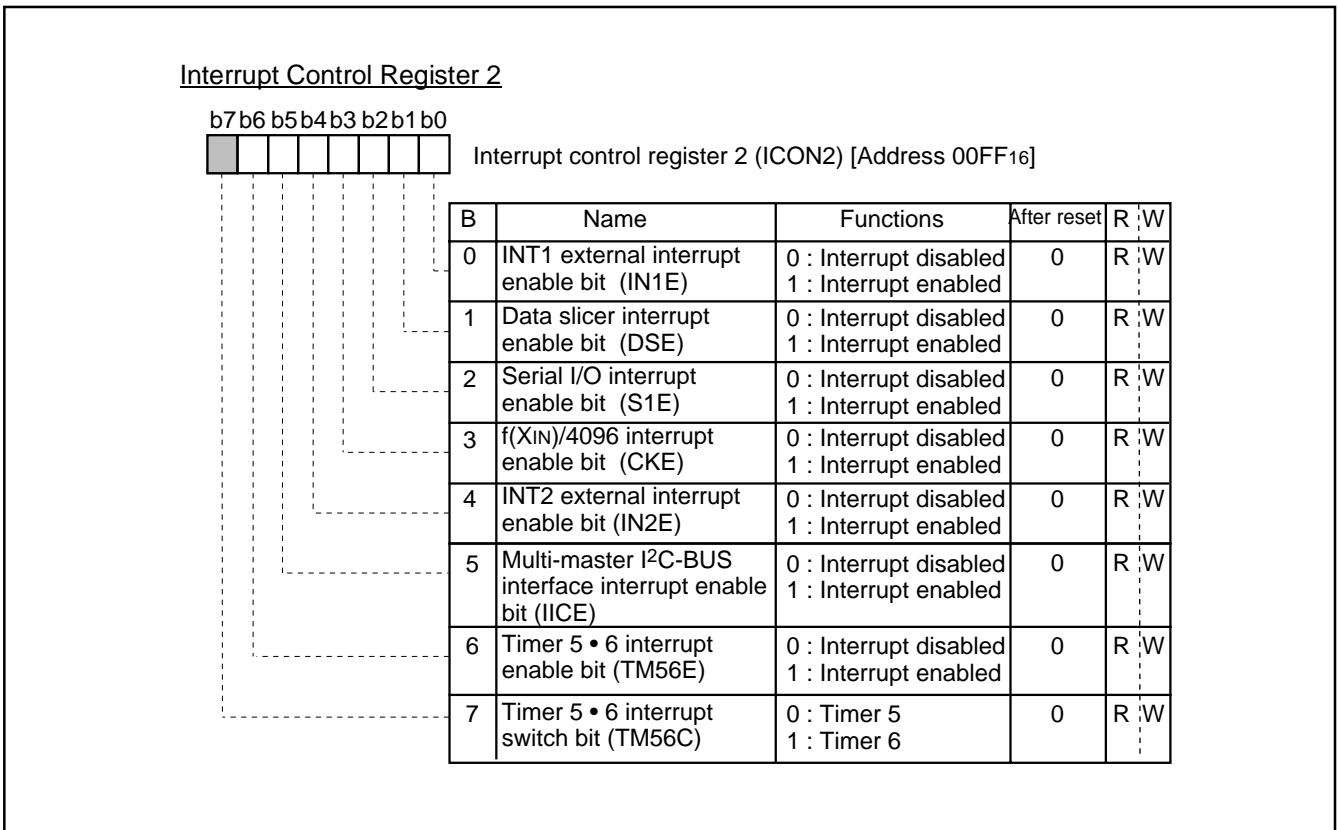 Interrupt Control Register 2
b7 b6 b5 b4 b3 b2 b1 b0
Interrupt control register 2 (ICON2) [Address 00FF16]
B Name Functions After reset R W
0 INT1 external interrupt enable bit (IN1E) 0 : Interrupt disabled 1 : Interrupt enabled 0 R W
1 Data slicer interrupt enable bit (DSE) 0 : Interrupt disabled 1 : Interrupt enabled 0 R W
2 Serial I/O interrupt enable bit (S1E) 0 : Interrupt disabled 1 : Interrupt enabled 0 R W
3 f(XIN)/4096 interrupt enable bit (CKE) 0 : Interrupt disabled 1 : Interrupt enabled 0 R W
4 INT2 external interrupt enable bit (IN2E) 0 : Interrupt disabled 1 : Interrupt enabled 0 R W
5 Multi-master I2C-BUS interface interrupt enable bit (IICE) 0 : Interrupt disabled 1 : Interrupt enabled 0 R W
6 Timer 5 • 6 interrupt enable bit (TM56E) 0 : Interrupt disabled 1 : Interrupt enabled 0 R W
7 Timer 5 • 6 interrupt switch bit (TM56C) 0 : Timer 5 1 : Timer 6 0 R W